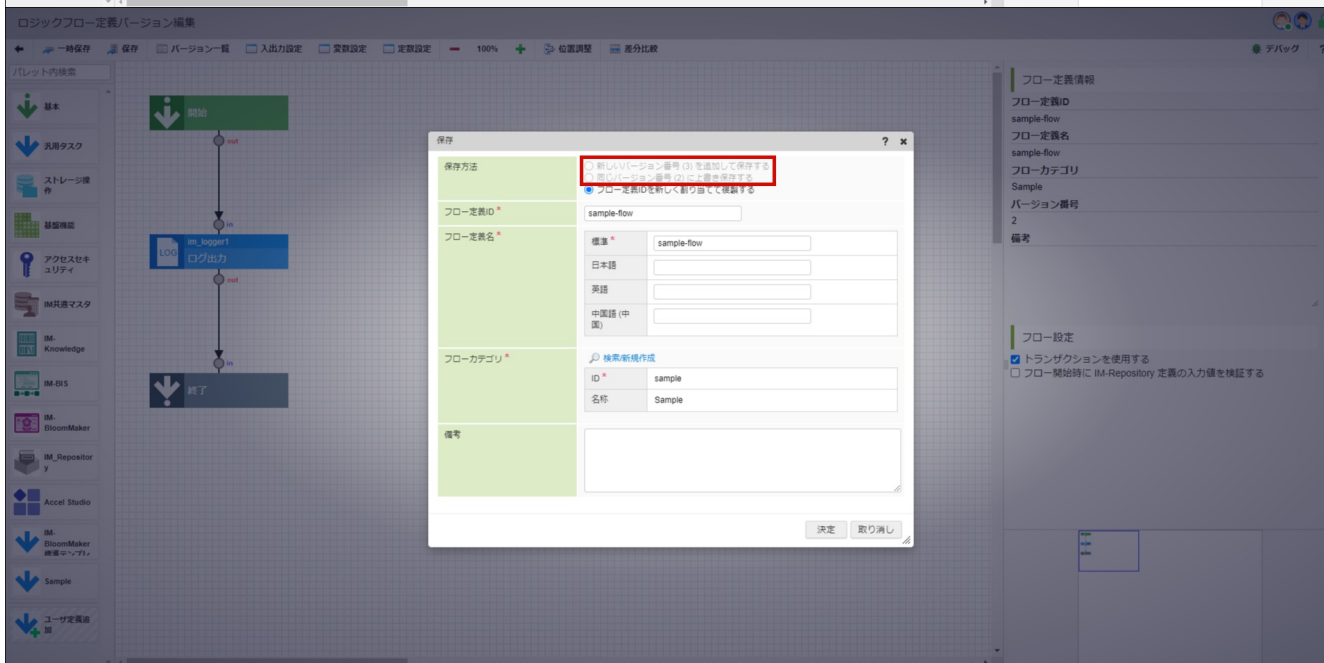 ロジックフロー定義バージョン編集
一時保存 保存 バージョン一覧 入出力設定 変数設定 定数設定 100% 位置調整 差分比較 デバッグ ?
パレット内検索
基本
汎用タスク
ストレージ操
作
基盤機能
アクセスセキ
ュリティ
IM共通マスタ
IM-
Knowledge
IM-BIS
IM-
BloomMaker
IM_Repositor
y
Accel Studio
IM-
BloomMaker
Sample
ユーザ定義追
加
開始
out
in
im_logger1
LOG
ログ出力
out
in
終了
保存
? ×
保存方法
新しいバージョン番号 (3) を追加して保存する
同じバージョン番号 (2) に上書き保存する
フロー定義IDを新しく割り当てて複製する
フロー定義ID *
sample-flow
フロー定義名 *
標準 *
sample-flow
日本語
英語
中国語 (中
国)
フローカテゴリ *
検索/新規作成
ID *
sample
名称
Sample
備考
決定 取り消し
フロー定義情報
フロー定義ID
sample-flow
フロー定義名
sample-flow
フローカテゴリ
Sample
バージョン番号
2
備考
フロー設定
トランザクションを使用する
フロー開始時に IM-Repository 定義の入力値を検証する